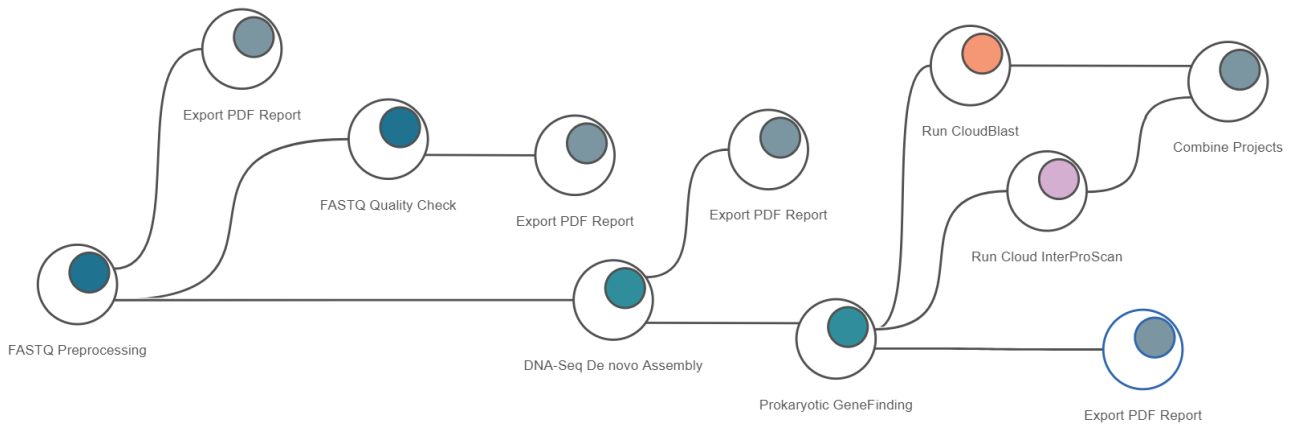 Export PDF Report
Run CloudBlast
Combine Projects
FASTQ Quality Check
Export PDF Report
Export PDF Report
Run Cloud InterProScan
FASTQ Preprocessing
DNA-Seq De novo Assembly
Prokaryotic GeneFinding
Export PDF Report